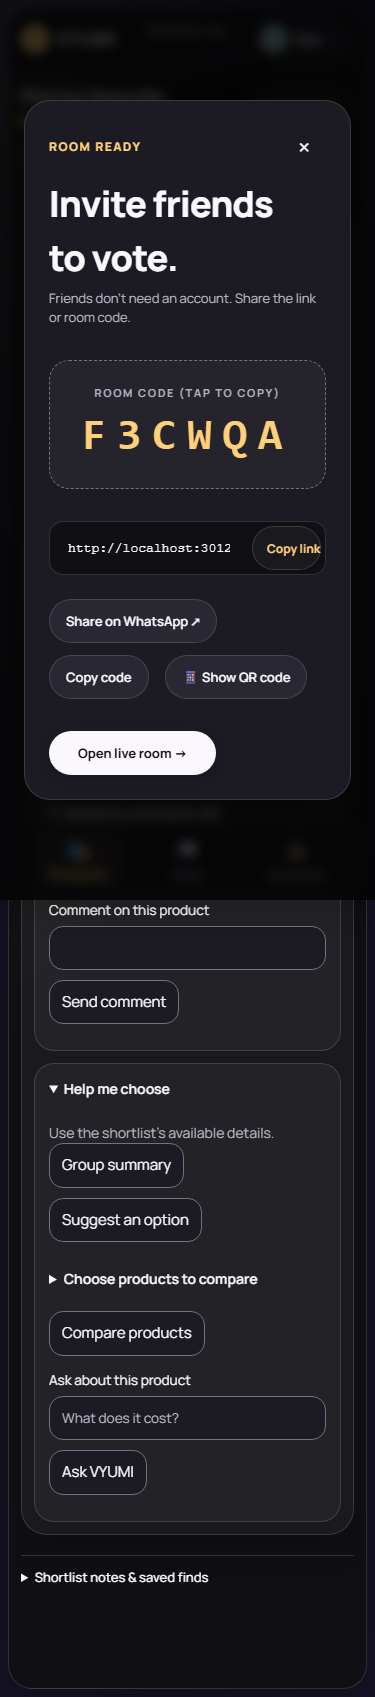 ROOM READY
×
Invite friends
to vote.
Friends don't need an account. Share the link
or room code.
ROOM CODE (TAP TO COPY)
F3CWQA
http://localhost:3012
Copy link
Share on WhatsApp ↗
Copy code
Show QR code
Open live room →
Comment on this product
Send comment
▼ Help me choose
Use the shortlist's available details.
Group summary
Suggest an option
▶ Choose products to compare
Compare products
Ask about this product
What does it cost?
Ask VYUMI
▶ Shortlist notes & saved finds